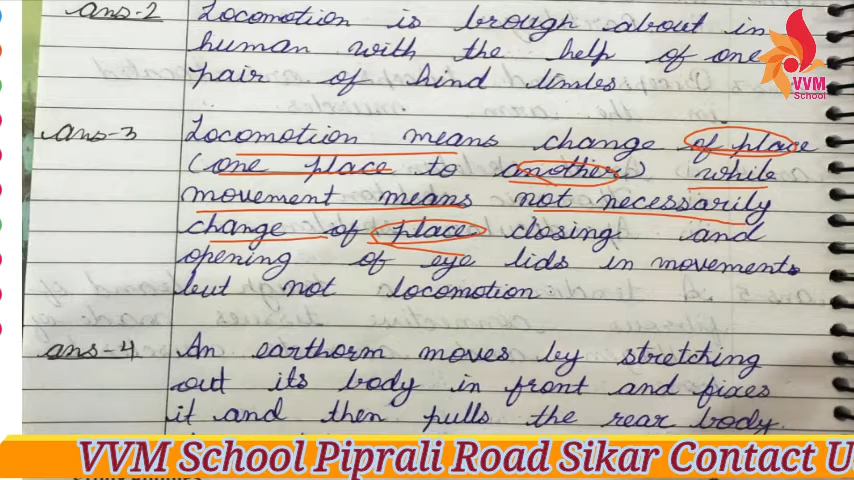 ans-2 Locomotion is brough about in
human with the help of one
pair of hind limles
ans-3 Locomotion means change of place
(one place to another) while
movement means not necessarily
change of place closing and
opening of eye lids in movements
but not locomotion
ans-4 An earthorm moves by stretching
out its body in front and fixes
it and then pulls the rear body.
VVM
School
VVM School Piprali Road Sikar Contact U